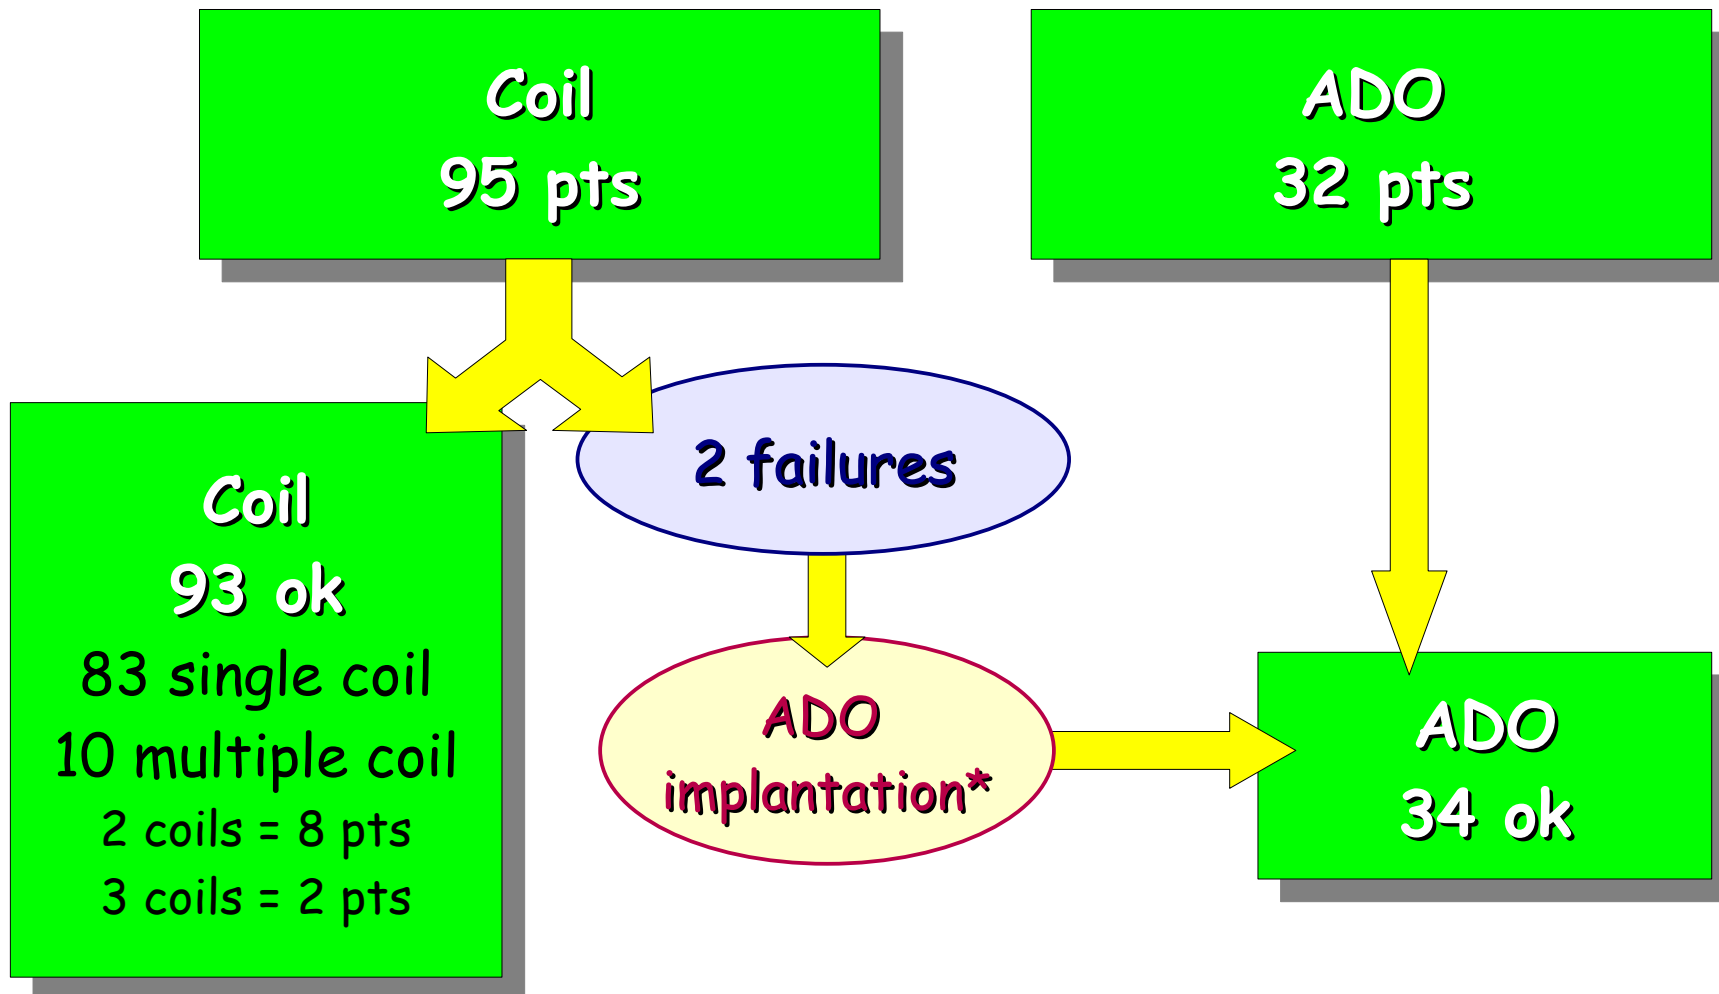 Coil
95 pts
ADO
32 pts
2 failures
Coil
93 ok
83 single coil
10 multiple coil
2 coils = 8 pts
3 coils = 2 pts
ADO
implantation*
ADO
34 ok